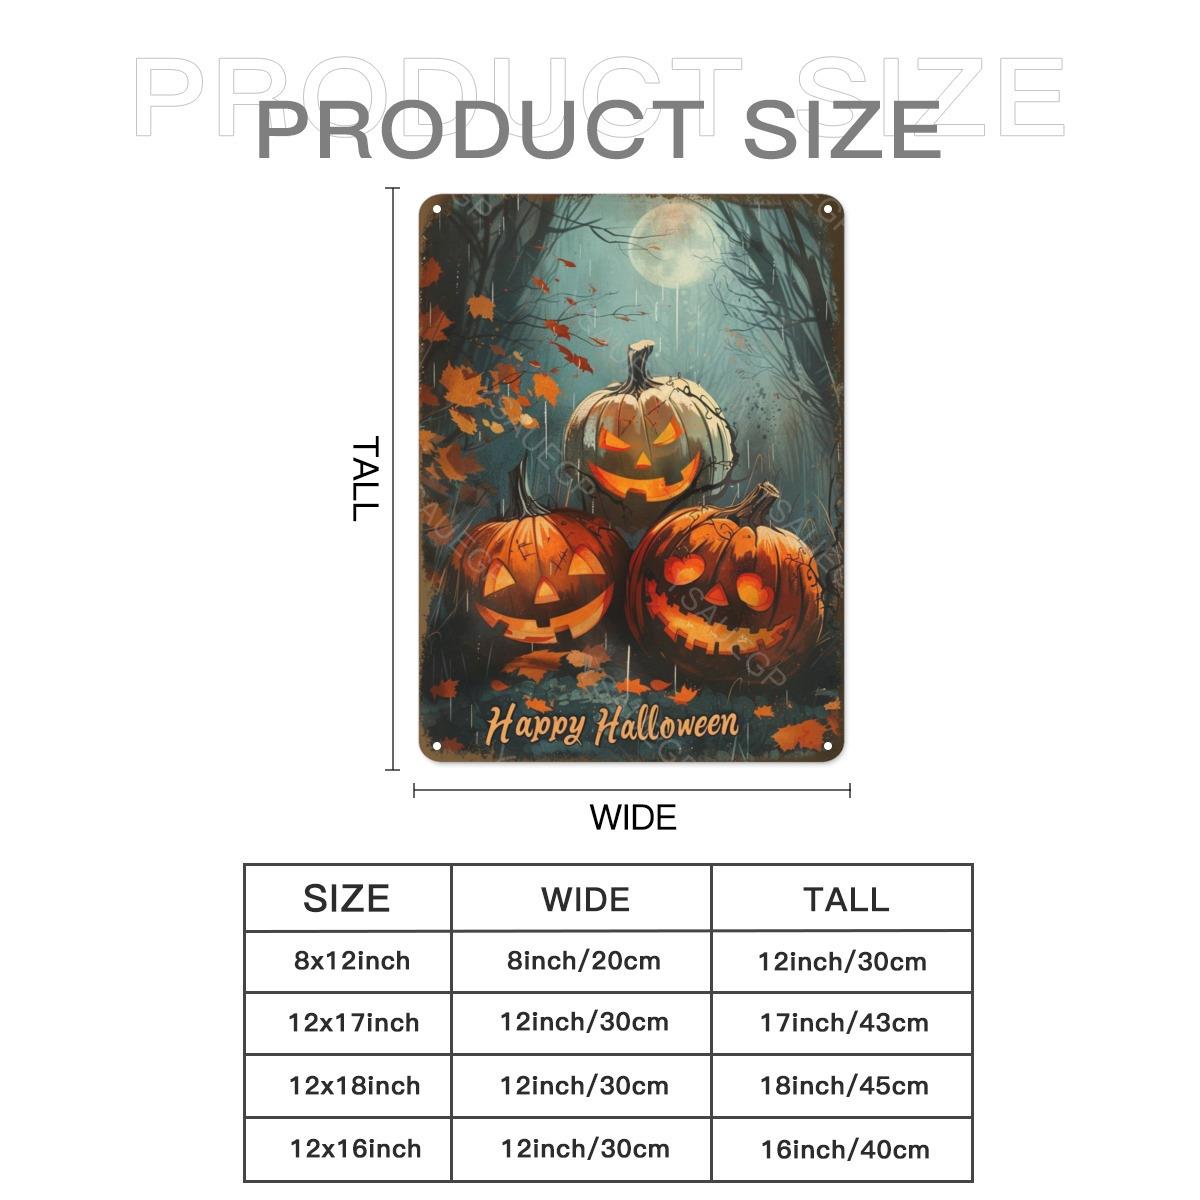 PRODUCT SIZE
PRODUCT SIZE
TALL
Happy Halloween
WIDE
SIZE WIDE TALL
8x12inch 8inch/20cm 12inch/30cm
12x17inch 12inch/30cm 17inch/43cm
12x18inch 12inch/30cm 18inch/45cm
12x16inch 12inch/30cm 16inch/40cm